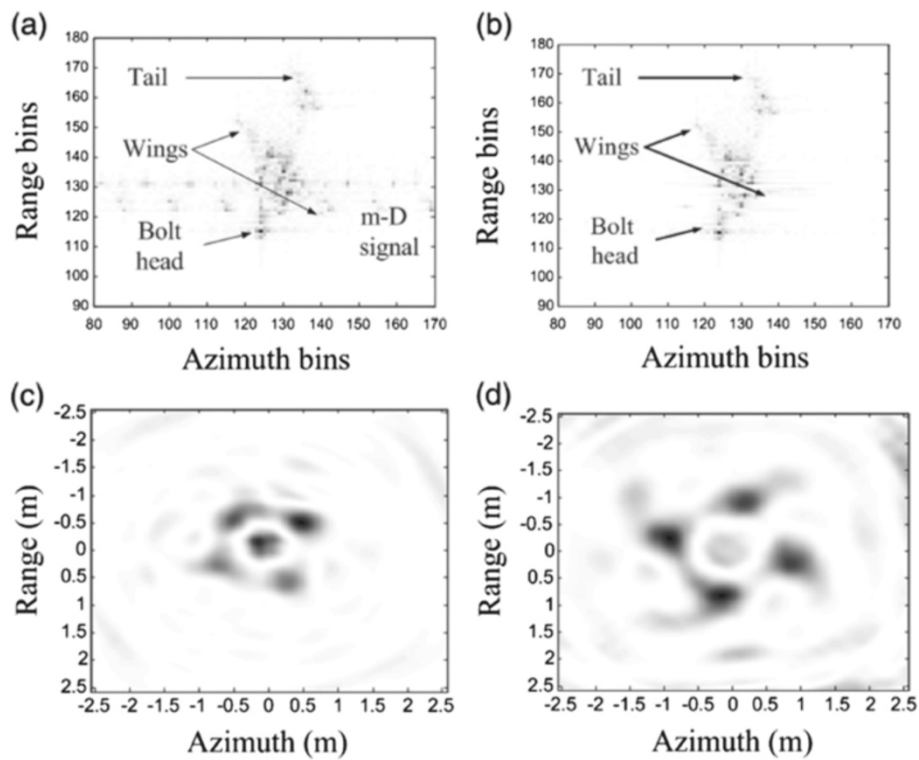 (a)
180
170
160
150
140
130
120
110
100
90
Range bins
Tail
Wings
Bolt
head
m-D
signal
80 90 100 110 120 130 140 150 160 170
Azimuth bins
(b)
180
170
160
150
140
130
120
110
100
90
Range bins
Tail
Wings
Bolt
head
80 90 100 110 120 130 140 150 160 170
Azimuth bins
(c)
-2.5
-2
-1.5
-1
-0.5
0
0.5
1
1.5
2
2.5
Range (m)
-2.5 -2 -1.5 -1 -0.5 0 0.5 1 1.5 2 2.5
Azimuth (m)
(d)
-2.5
-2
-1.5
-1
-0.5
0
0.5
1
1.5
2
2.5
Range (m)
-2.5 -2 -1.5 -1 -0.5 0 0.5 1 1.5 2 2.5
Azimuth (m)